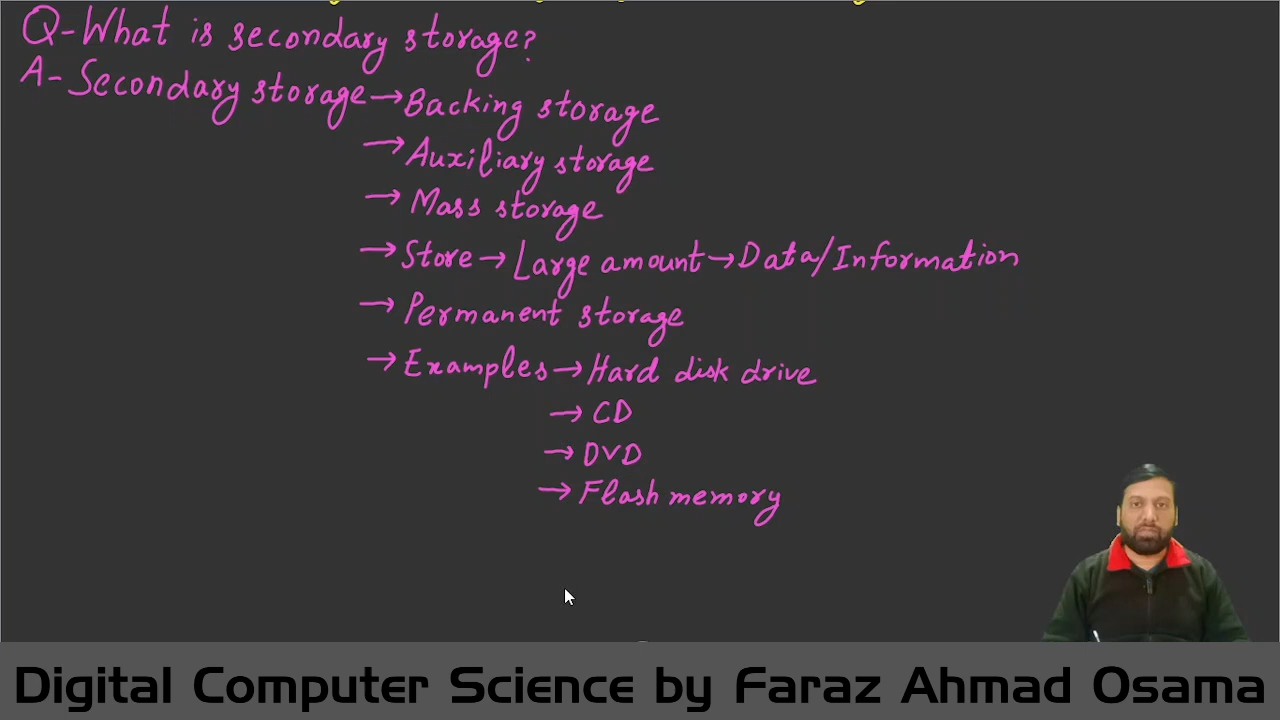 Q-What is secondary storage?
A- Secondary storage → Backing storage
→ Auxiliary storage
→ Mass storage
→ Store → Large amount → Data/Information
→ Permanent storage
→ Examples → Hard disk drive
→ CD
→ DVD
→ Flash memory
Digital Computer Science by Faraz Ahmad Osama